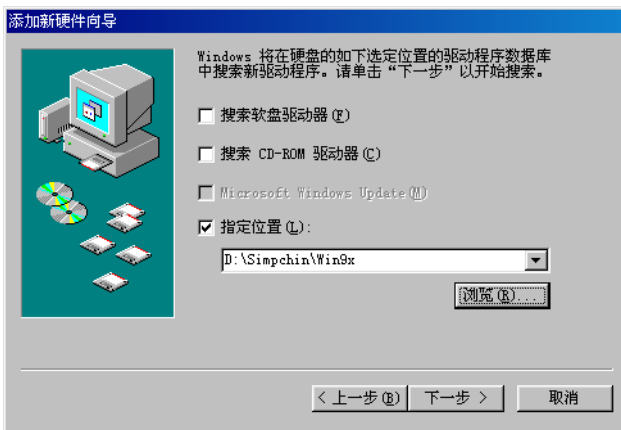 添加新硬件向导
Windows 将在硬盘的如下选定位置的驱动程序数据库
中搜索新驱动程序。请单击“下一步”以开始搜索。
搜索软盘驱动器(F)
搜索 CD-ROM 驱动器(C)
Microsoft Windows Update(M)
指定位置(L):
D:\Simpchin\Win9x
浏览(R)...
< 上一步(B)
下一步 >
取消